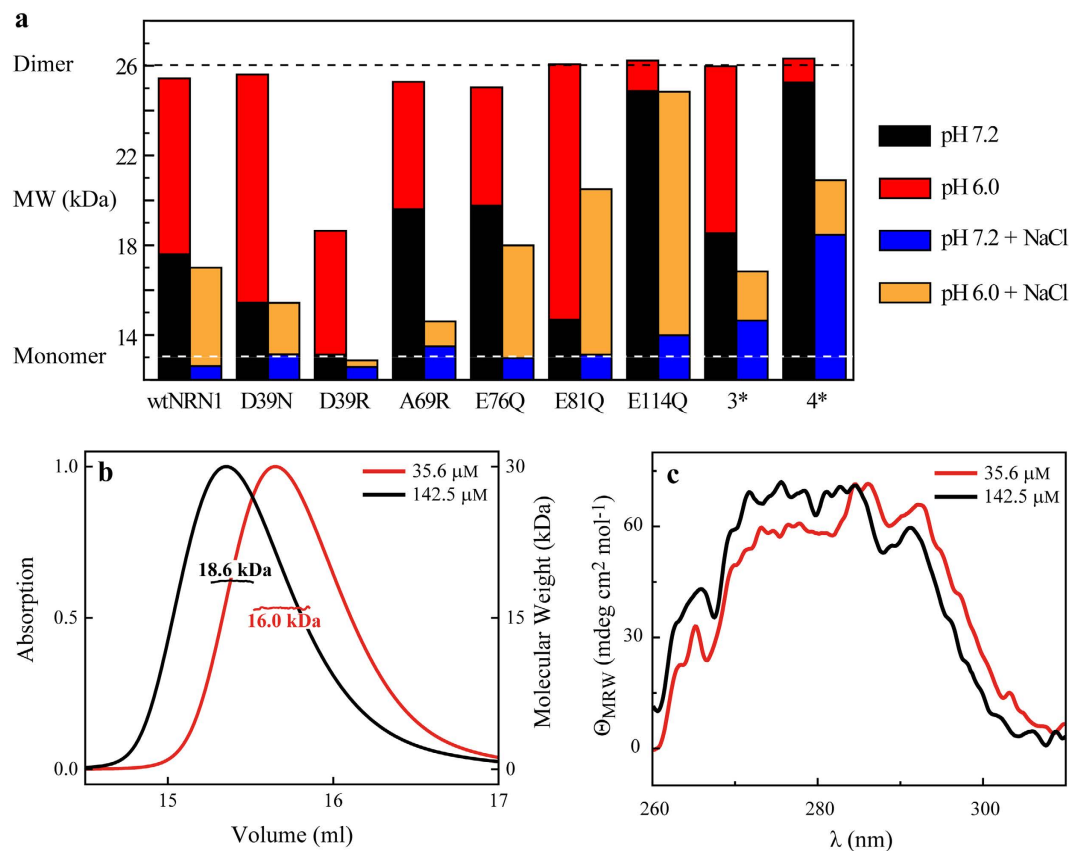 a
Dimer
26
22
MW (kDa)
18
14
Monomer
wtNRN1 D39N D39R A69R E76Q E81Q E114Q 3* 4*
pH 7.2
pH 6.0
pH 7.2 + NaCl
pH 6.0 + NaCl
b
35.6 μM
142.5 μM
1.0
0.5
0.0
Absorption
18.6 kDa
16.0 kDa
30
15
0
Molecular Weight (kDa)
15 16 17
Volume (ml)
c
35.6 μM
142.5 μM
60
30
0
ΘMRW (mdeg cm2 mol-1)
260 280 300
λ (nm)